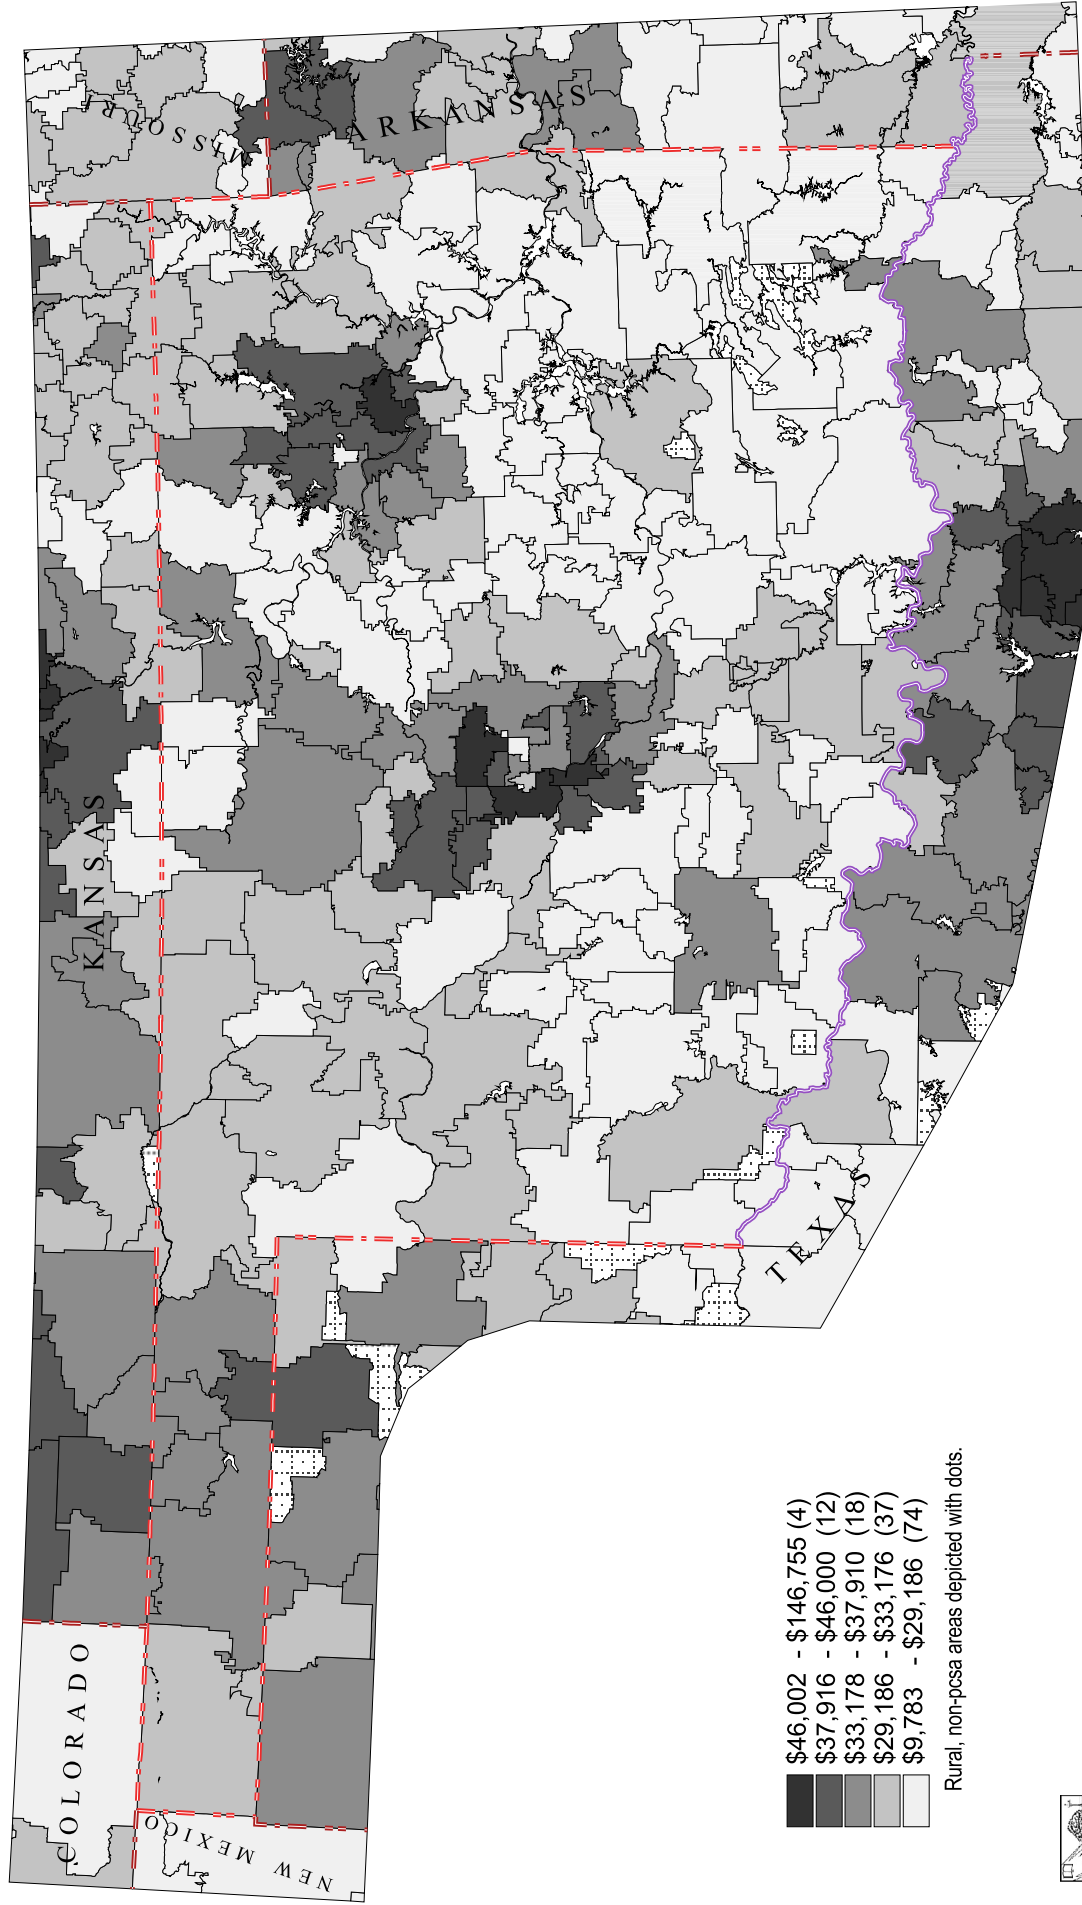 MISSOURI
ARKANSAS
KANSAS
COLORADO
NEW MEXICO
TEXAS
$46,002 - $146,755 (4)
$37,916 - $46,000 (12)
$33,178 - $37,910 (18)
$29,186 - $33,176 (37)
$9,783 - $29,186 (74)
Rural, non-pcsa areas depicted with dots.